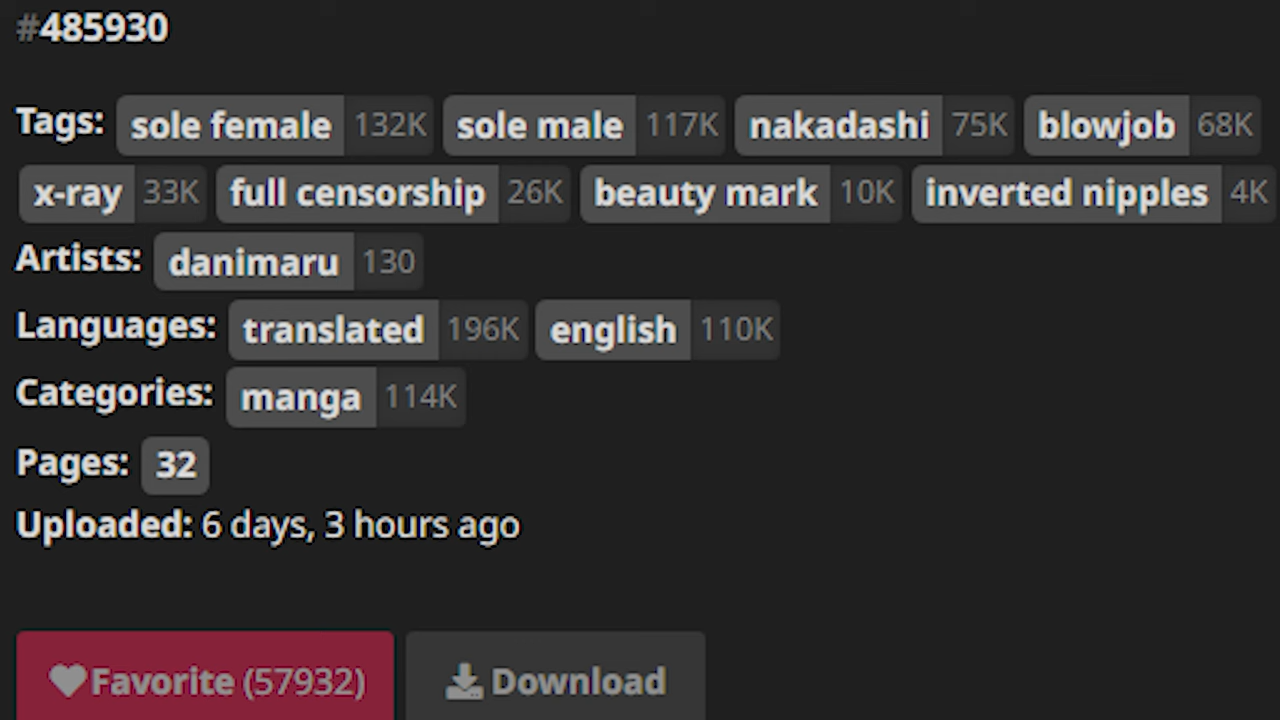 #485930
Tags: sole female 132K sole male 117K nakadashi 75K blowjob 68K
x-ray 33K full censorship 26K beauty mark 10K inverted nipples 4K
Artists: danimaru 130
Languages: translated 196K english 110K
Categories: manga 114K
Pages: 32
Uploaded: 6 days, 3 hours ago
Favorite (57932) Download